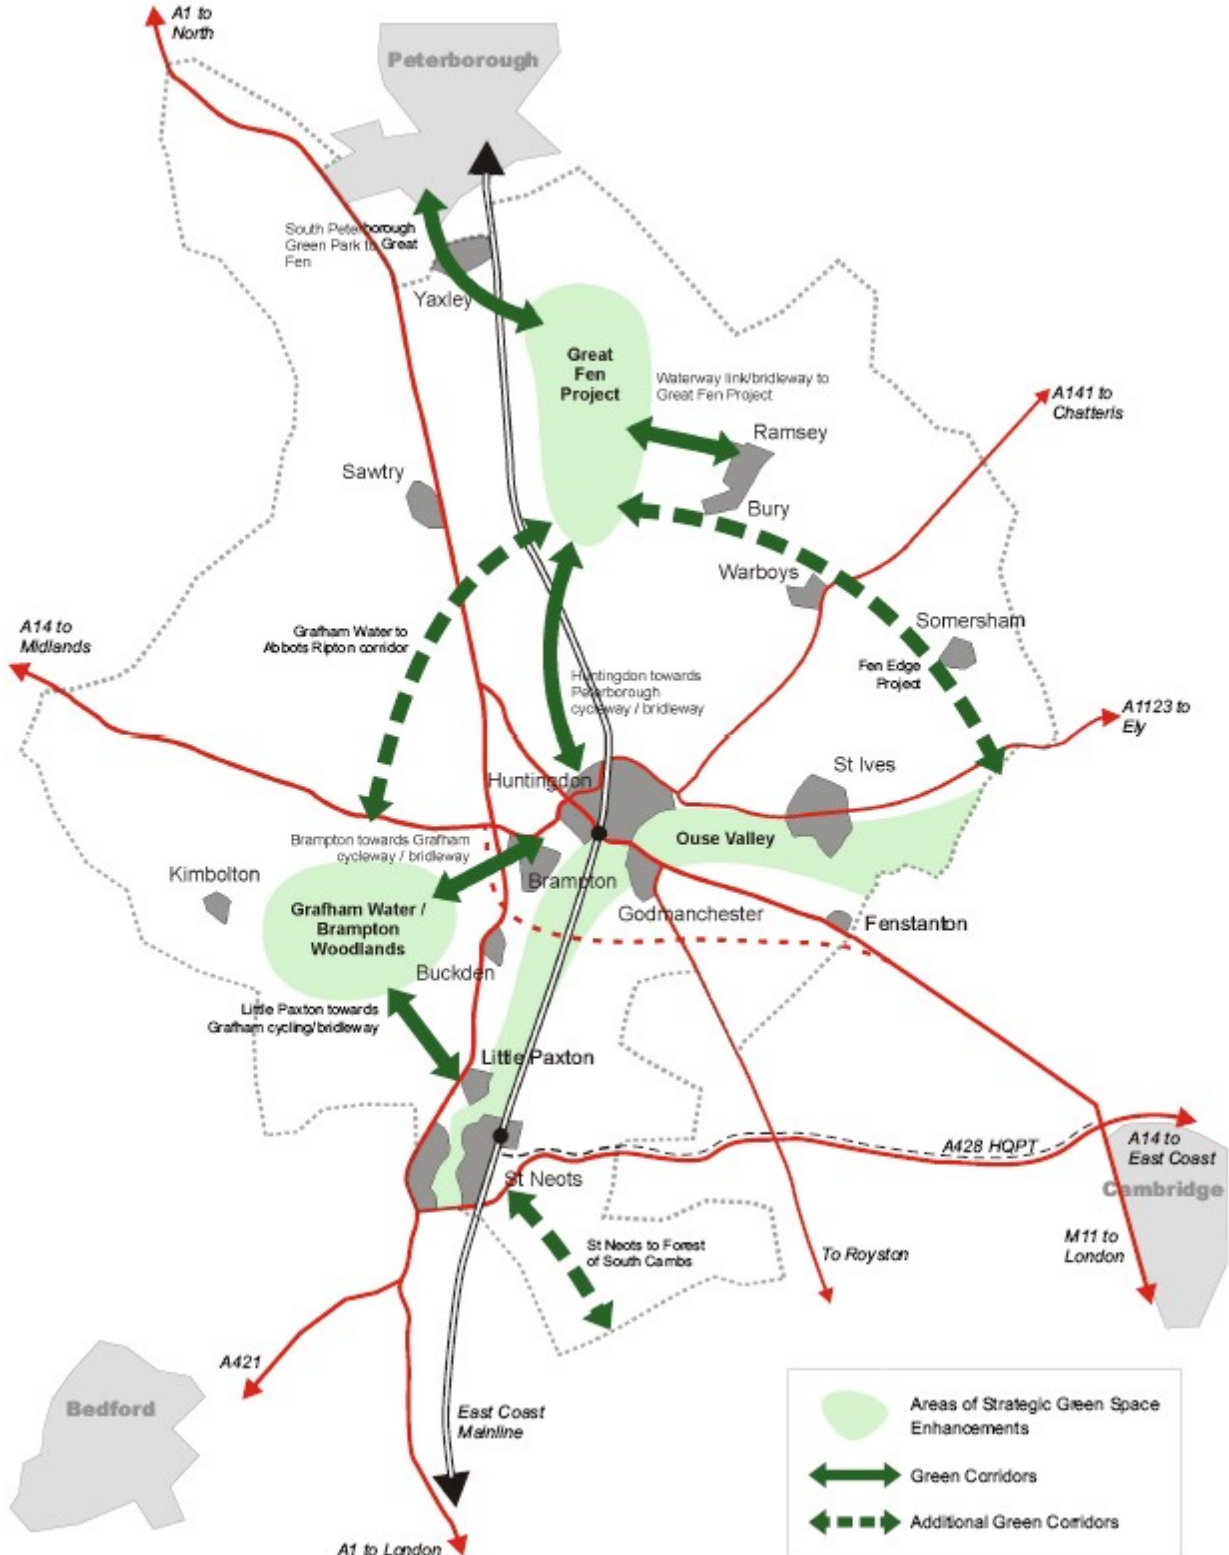 A1 to
North
Peterborough
South Peterborough
Green Park to Great
Fen
Yaxley
Great
Fen
Project
Waterway link/bridleway to
Great Fen Project
A141 to
Chatteris
Ramsey
Sawtry
Bury
Warboys
Somersham
A14 to
Midlands
Grafham Water to
Abbots Ripton corridor
Fen Edge
Project
Huntingdon towards
Peterborough
cycleway / bridleway
A1123 to
Ely
St Ives
Huntingdon
Ouse Valley
Brampton towards Grafham
cycleway / bridleway
Kimbolton
Brampton
Grafham Water /
Brampton
Woodlands
Godmanchester
Fenstanton
Buckden
Little Paxton towards
Grafham cycling/bridleway
Little Paxton
A428 HQPT
A14 to
East Coast
St Neots
Cambridge
St Neots to Forest
of South Cambs
To Royston
M11 to
London
A421
Bedford
East Coast
Mainline
A1 to London
Areas of Strategic Green Space
Enhancements
Green Corridors
Additional Green Corridors